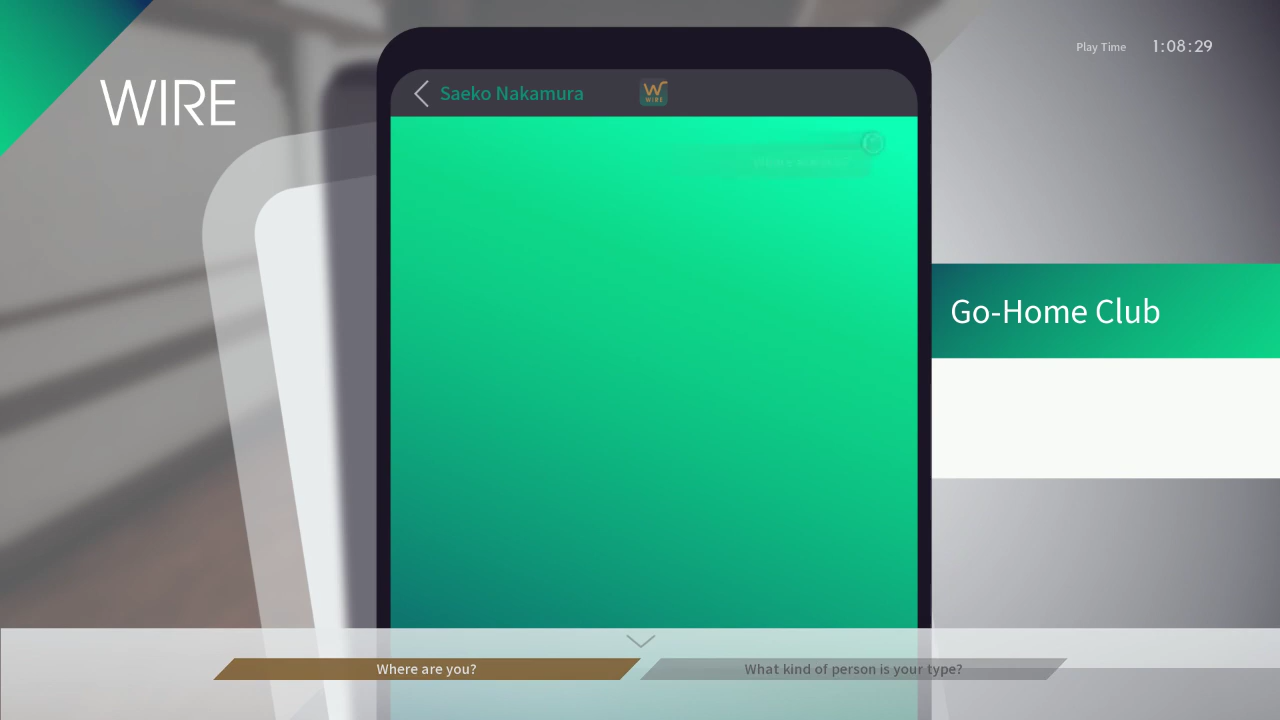 WIRE
Saeko Nakamura
W
WIRE
Play Time 1:08:29
Go-Home Club
Where are you?
What kind of person is your type?